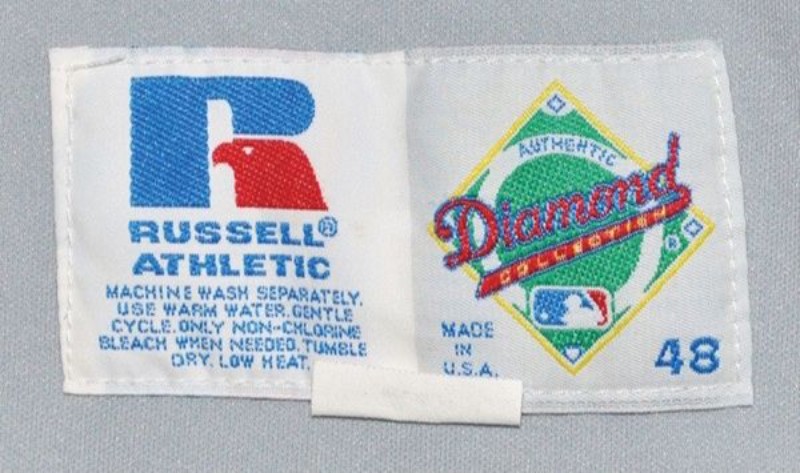 RUSSELL®
ATHLETIC
MACHINE WASH SEPARATELY.
USE WARM WATER.GENTLE
CYCLE.ONLY NON-CHLORINE
BLEACH WHEN NEEDED.TUMBLE
DRY. LOW HEAT.
AUTHENTIC
Diamond
COLLECTION
®
MADE
IN
U.S.A.
48